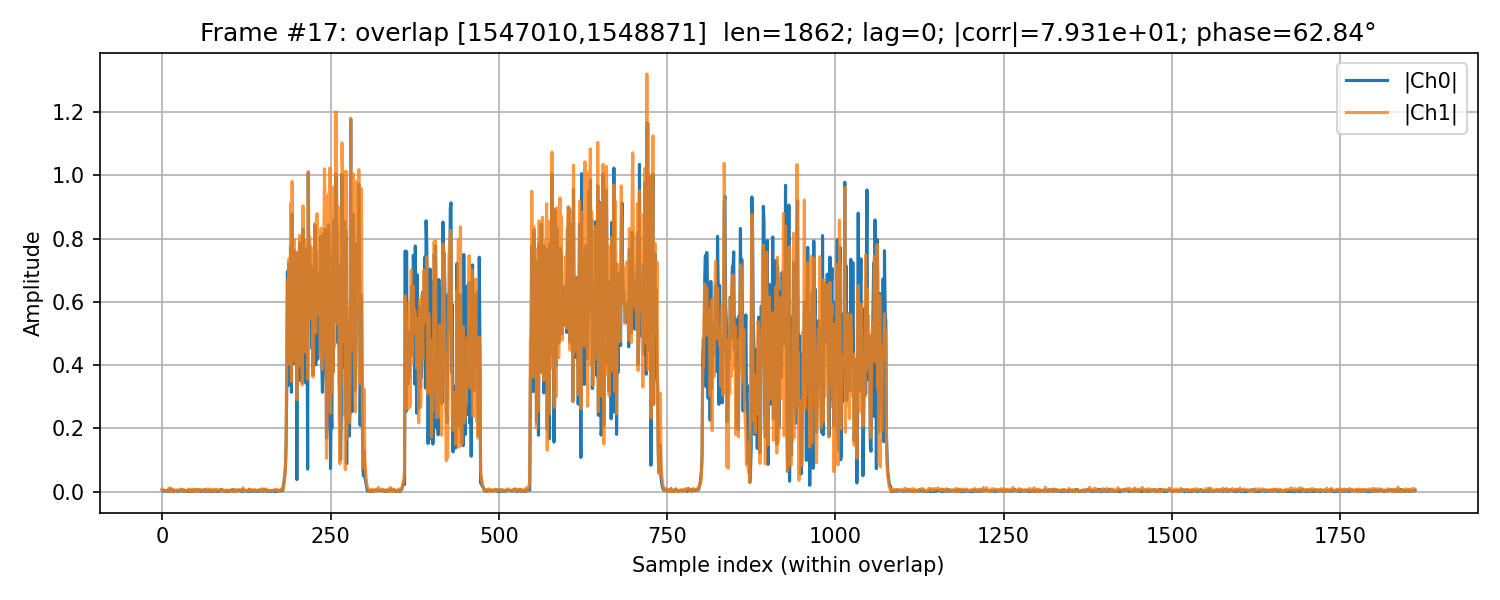 Frame #17: overlap [1547010,1548871]  len=1862; lag=0; |corr|=7.931e+01; phase=62.84°
|Ch0|
|Ch1|
Amplitude
1.2
1.0
0.8
0.6
0.4
0.2
0.0
0 250 500 750 1000 1250 1500 1750
Sample index (within overlap)